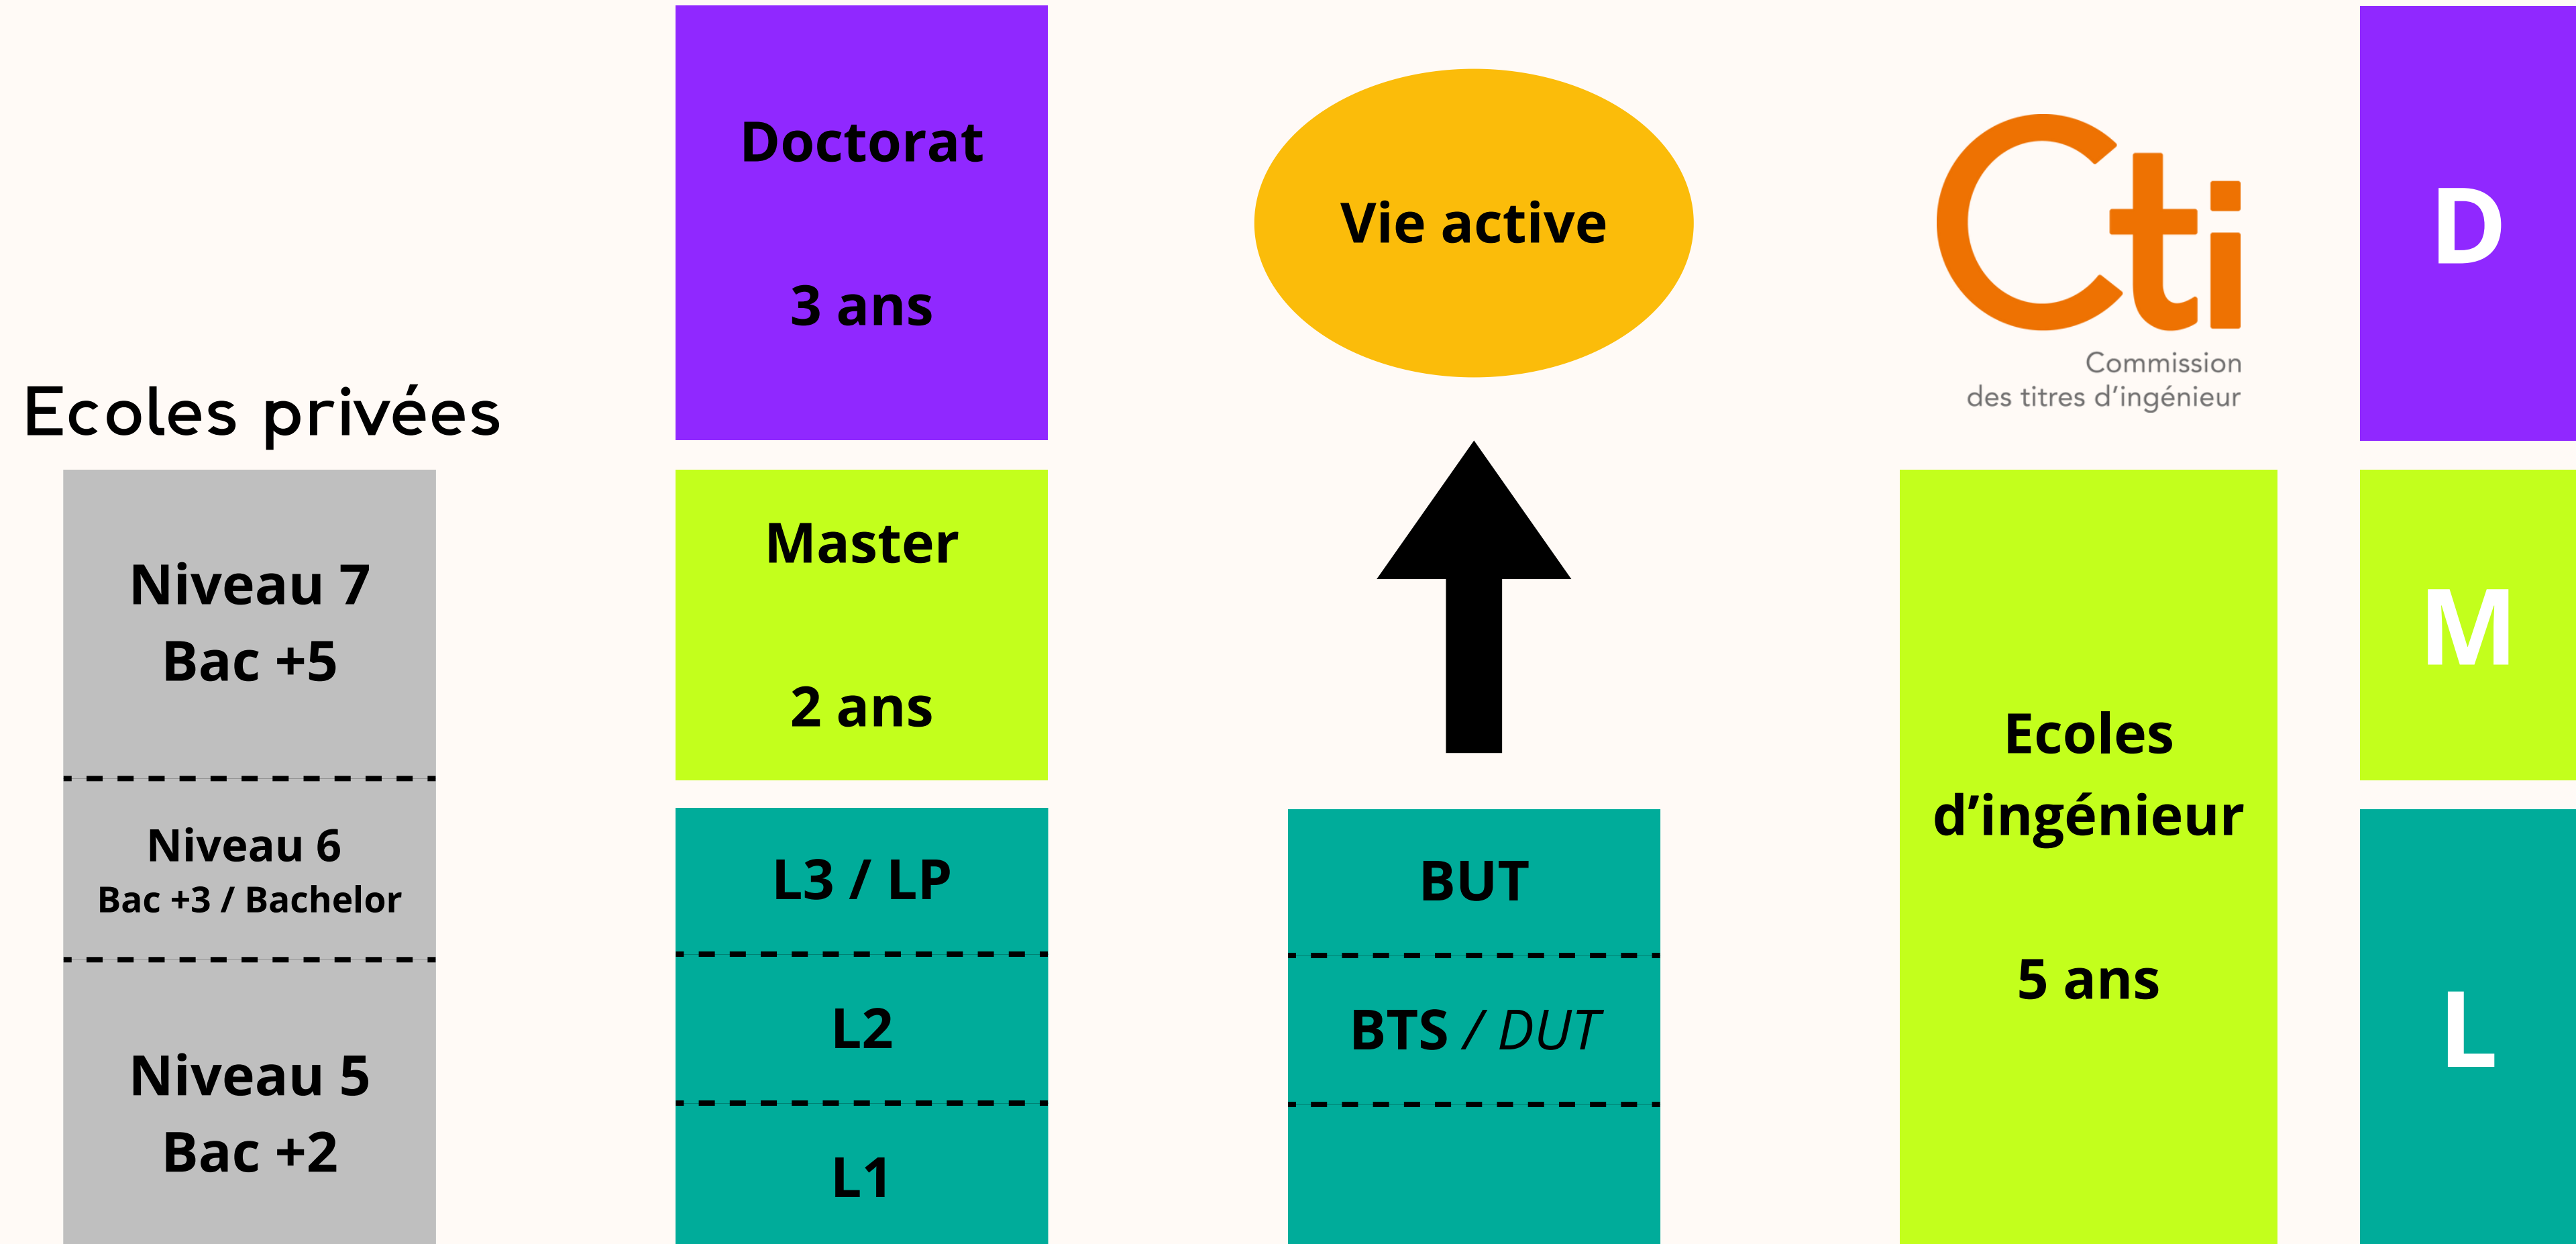 Ecoles privées
Niveau 7
Bac +5
Niveau 6
Bac +3 / Bachelor
Niveau 5
Bac +2
Doctorat
3 ans
Master
2 ans
L3 / LP
L2
L1
Vie active
BUT
BTS / DUT
Cti
Commission
des titres d’ingénieur
Ecoles
d’ingénieur
5 ans
D
M
L